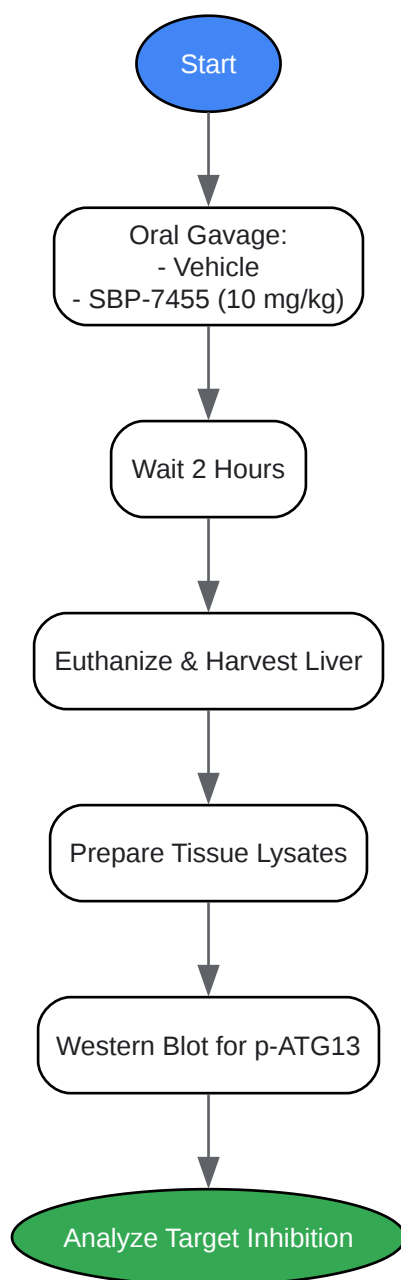 Start
Oral Gavage:
- Vehicle
- SBP-7455 (10 mg/kg)
Wait 2 Hours
Euthanize & Harvest Liver
Prepare Tissue Lysates
Western Blot for p-ATG13
Analyze Target Inhibition